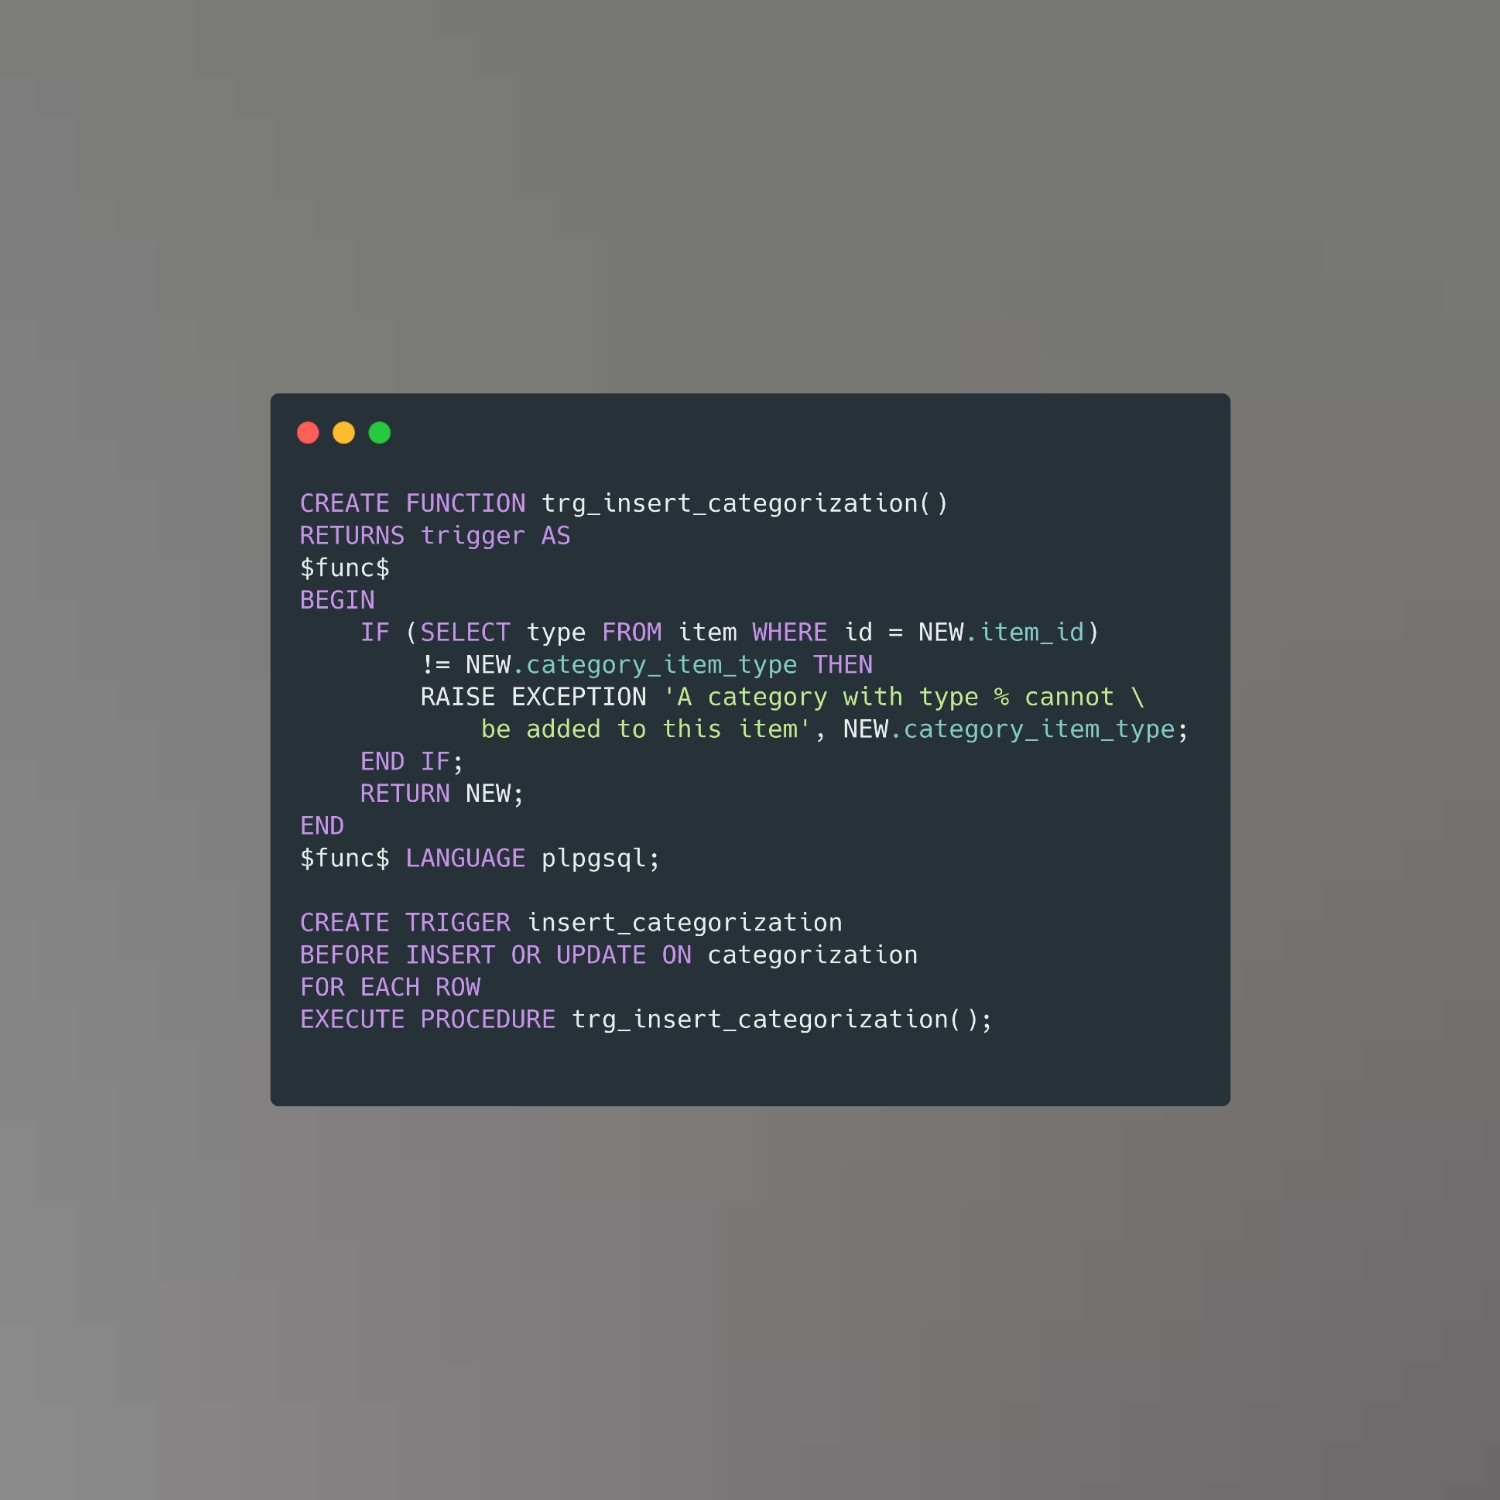 CREATE FUNCTION trg_insert_categorization()
RETURNS trigger AS
$func$
BEGIN
    IF (SELECT type FROM item WHERE id = NEW.item_id)
        != NEW.category_item_type THEN
        RAISE EXCEPTION 'A category with type % cannot \
            be added to this item', NEW.category_item_type;
    END IF;
    RETURN NEW;
END
$func$ LANGUAGE plpgsql;

CREATE TRIGGER insert_categorization
BEFORE INSERT OR UPDATE ON categorization
FOR EACH ROW
EXECUTE PROCEDURE trg_insert_categorization();